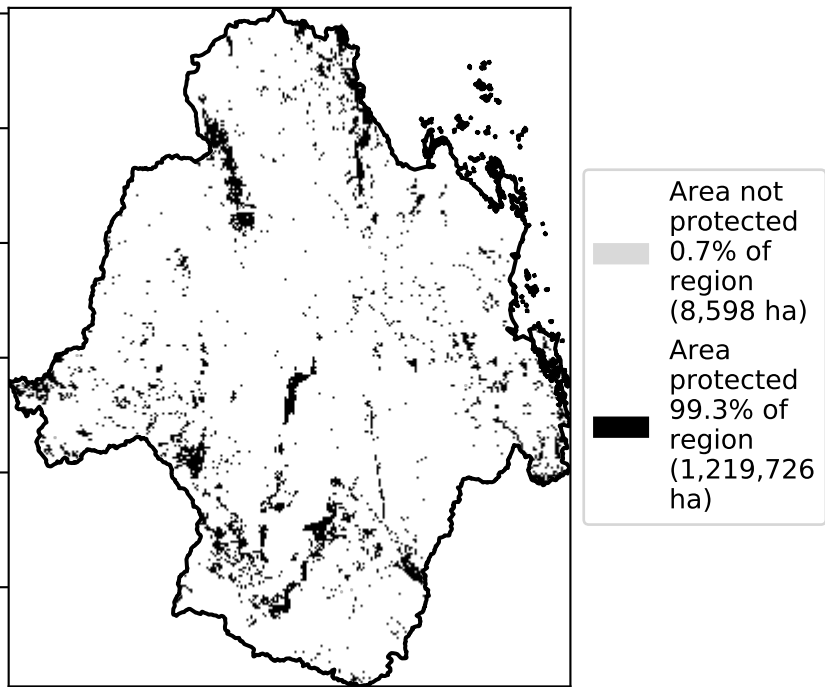 Area not
protected
0.7% of
region
(8,598 ha)
Area
protected
99.3% of
region
(1,219,726
ha)